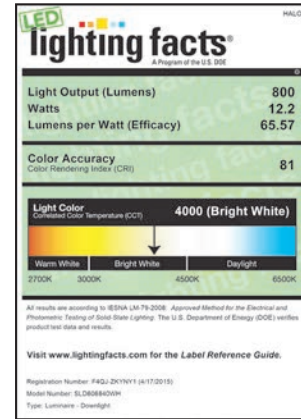 HALO
LED
lighting facts®
A Program of the U.S. DOE
Light Output (Lumens) 800
Watts 12.2
Lumens per Watt (Efficacy) 65.57
Color Accuracy
Color Rendering Index (CRI) 81
Light Color
Correlated Color Temperature (CCT) 4000 (Bright White)
Warm White Bright White Daylight
2700K 3000K 4500K 6500K
All results are according to IESNA LM-79-2008: Approved Method for the Electrical and
Photometric Testing of Solid-State Lighting. The U.S. Department of Energy (DOE) verifies
product test data and results.
Visit www.lightingfacts.com for the Label Reference Guide.
Registration Number: F4QJ-ZKYNY1 (4/17/2015)
Model Number: SLD606840WH
Type: Luminaire - Downlight